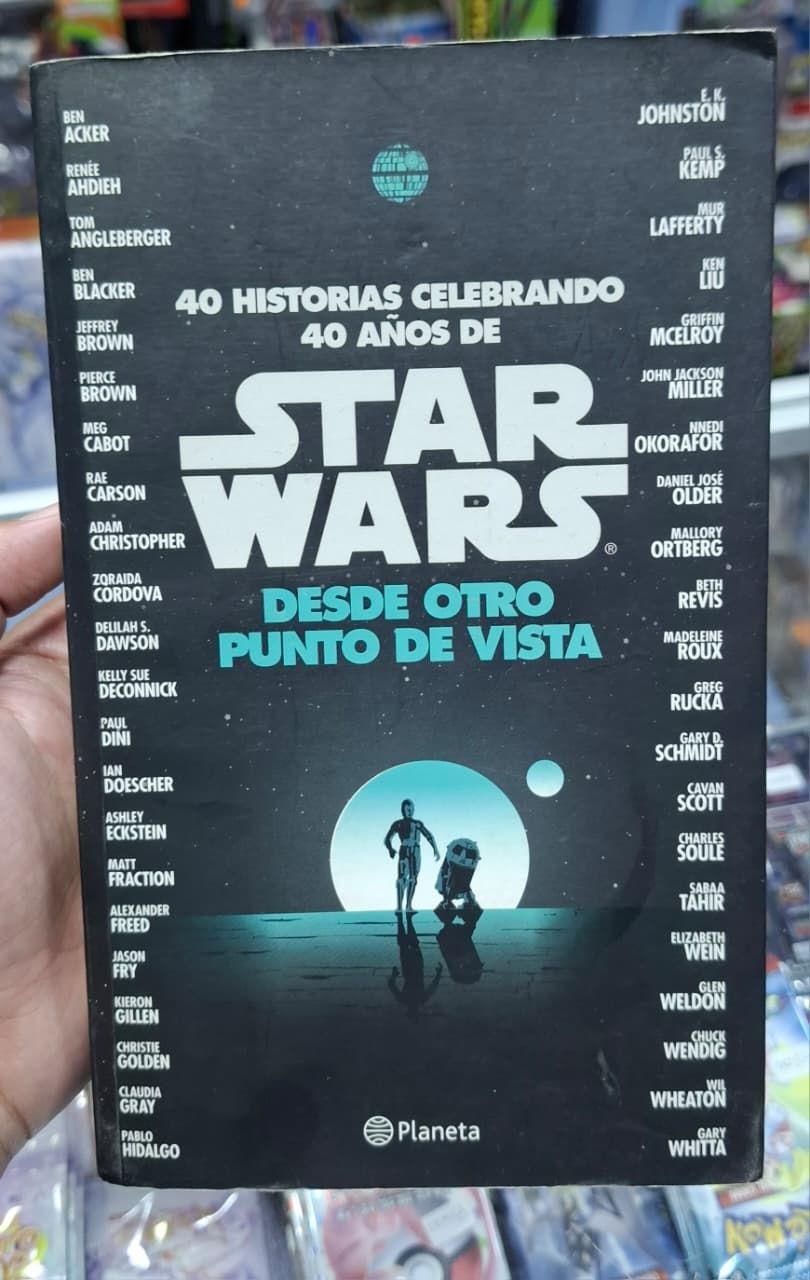 BEN
ACKER
RENÉE
AHDIEH
TOM
ANGLEBERGER
BEN
BLACKER
JEFFREY
BROWN
PIERCE
BROWN
MEG
CABOT
RAE
CARSON
ADAM
CHRISTOPHER
ZORAIDA
CÓRDOVA
DELILAH S.
DAWSON
KELLY SUE
DECONNICK
PAUL
DINI
IAN
DOESCHER
ASHLEY
ECKSTEIN
MATT
FRACTION
ALEXANDER
FREED
JASON
FRY
KIERON
GILLEN
CHRISTIE
GOLDEN
CLAUDIA
GRAY
PABLO
HIDALGO
40 HISTORIAS CELEBRANDO
40 AÑOS DE
STAR
WARS®
DESDE OTRO
PUNTO DE VISTA
Planeta
E. K.
JOHNSTON
PAUL S.
KEMP
MUR
LAFFERTY
KEN
LIU
GRIFFIN
MCELROY
JOHN JACKSON
MILLER
NNEDI
OKORAFOR
DANIEL JOSÉ
OLDER
MALLORY
ORTBERG
BETH
REVIS
MADELEINE
ROUX
GREG
RUCKA
GARY D.
SCHMIDT
CAVAN
SCOTT
CHARLES
SOULE
SABAA
TAHIR
ELIZABETH
WEIN
GLEN
WELDON
CHUCK
WENDIG
WIL
WHEATON
GARY
WHITTA